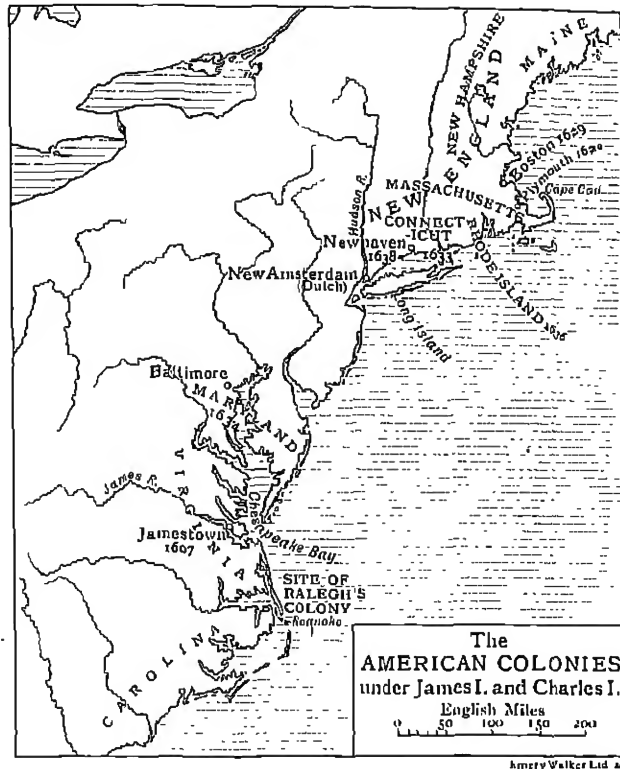 MAINE
NEW HAMPSHIRE
NEW ENGLAND
Boston 1629
Plymouth 1620
Cape Cod
MASSACHUSETTS
Hudson R.
CONNECT
-ICUT
1633
Newhaven
1638
RHODE ISLAND 1636
New Amsterdam
(Dutch)
Long Island
Baltimore
MARYLAND
VIRGINIA
James R.
Chesapeake Bay
Jamestown
1607
SITE OF
RALEGH'S
COLONY
Roanoke
CAROLINA
The
AMERICAN COLONIES
under James I. and Charles I.
English Miles
0 50 100 150 200
Emery Walker Ltd